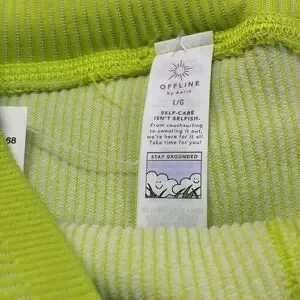 OFFLINE
by Aerie
L/G
SELF-CARE
ISN'T SELFISH.
From couchsurfing
to sweating it out,
we're here for it all.
Take time for you!
STAY GROUNDED
68